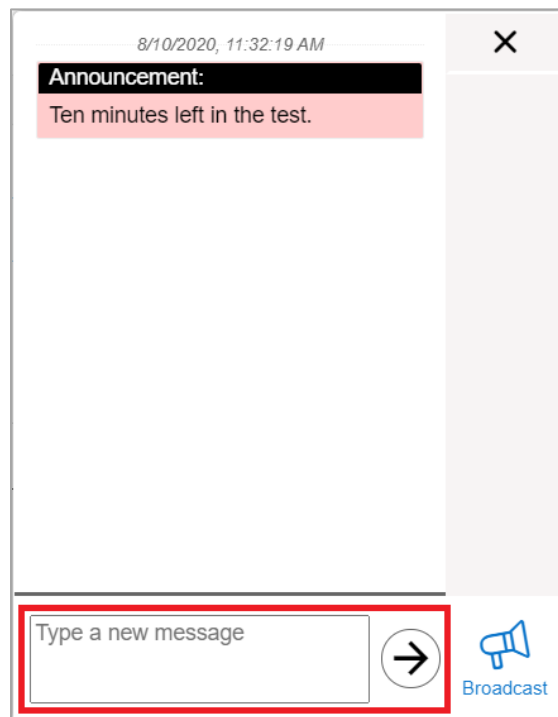 8/10/2020, 11:32:19 AM
Announcement:
Ten minutes left in the test.
Type a new message
Broadcast